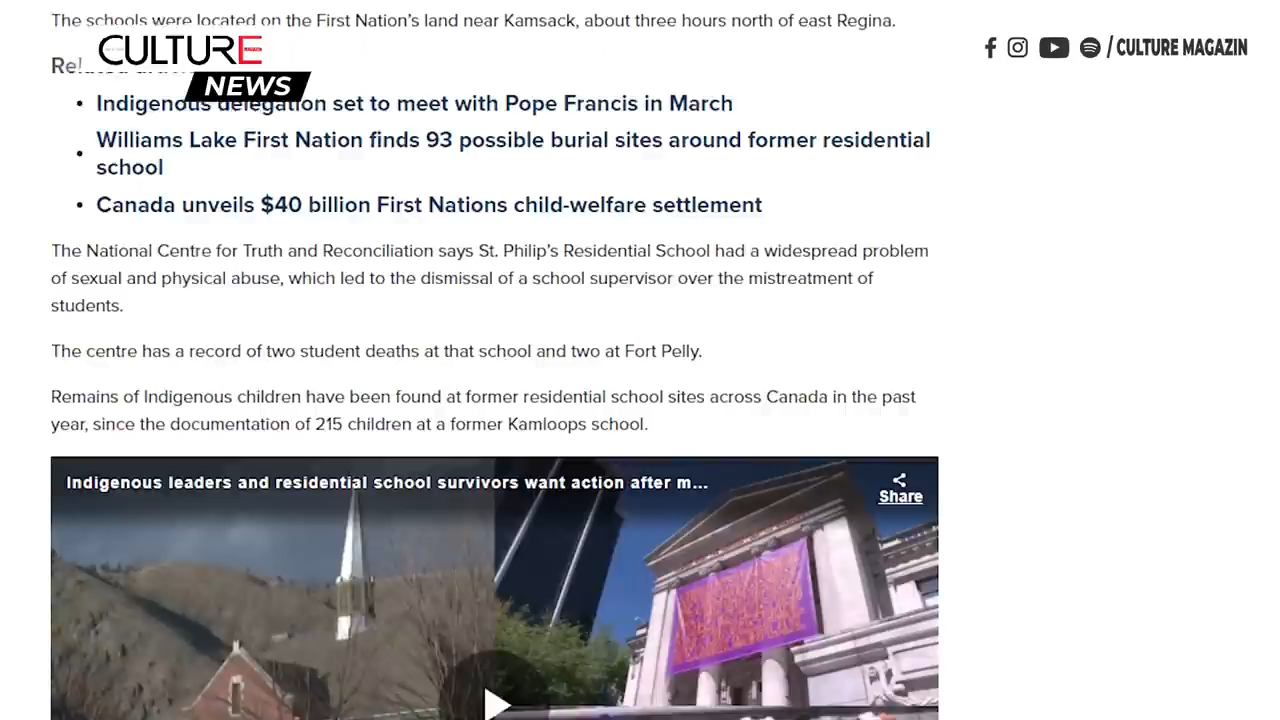 The schools were located on the First Nation's land near Kamsack, about three hours north of east Regina.
CULTURE
/ CULTURE MAGAZIN
NEWS
• Indigenous delegation set to meet with Pope Francis in March
• Williams Lake First Nation finds 93 possible burial sites around former residential
school
• Canada unveils $40 billion First Nations child-welfare settlement
The National Centre for Truth and Reconciliation says St. Philip's Residential School had a widespread problem
of sexual and physical abuse, which led to the dismissal of a school supervisor over the mistreatment of
students.
The centre has a record of two student deaths at that school and two at Fort Pelly.
Remains of Indigenous children have been found at former residential school sites across Canada in the past
year, since the documentation of 215 children at a former Kamloops school.
Indigenous leaders and residential school survivors want action after m...
Share